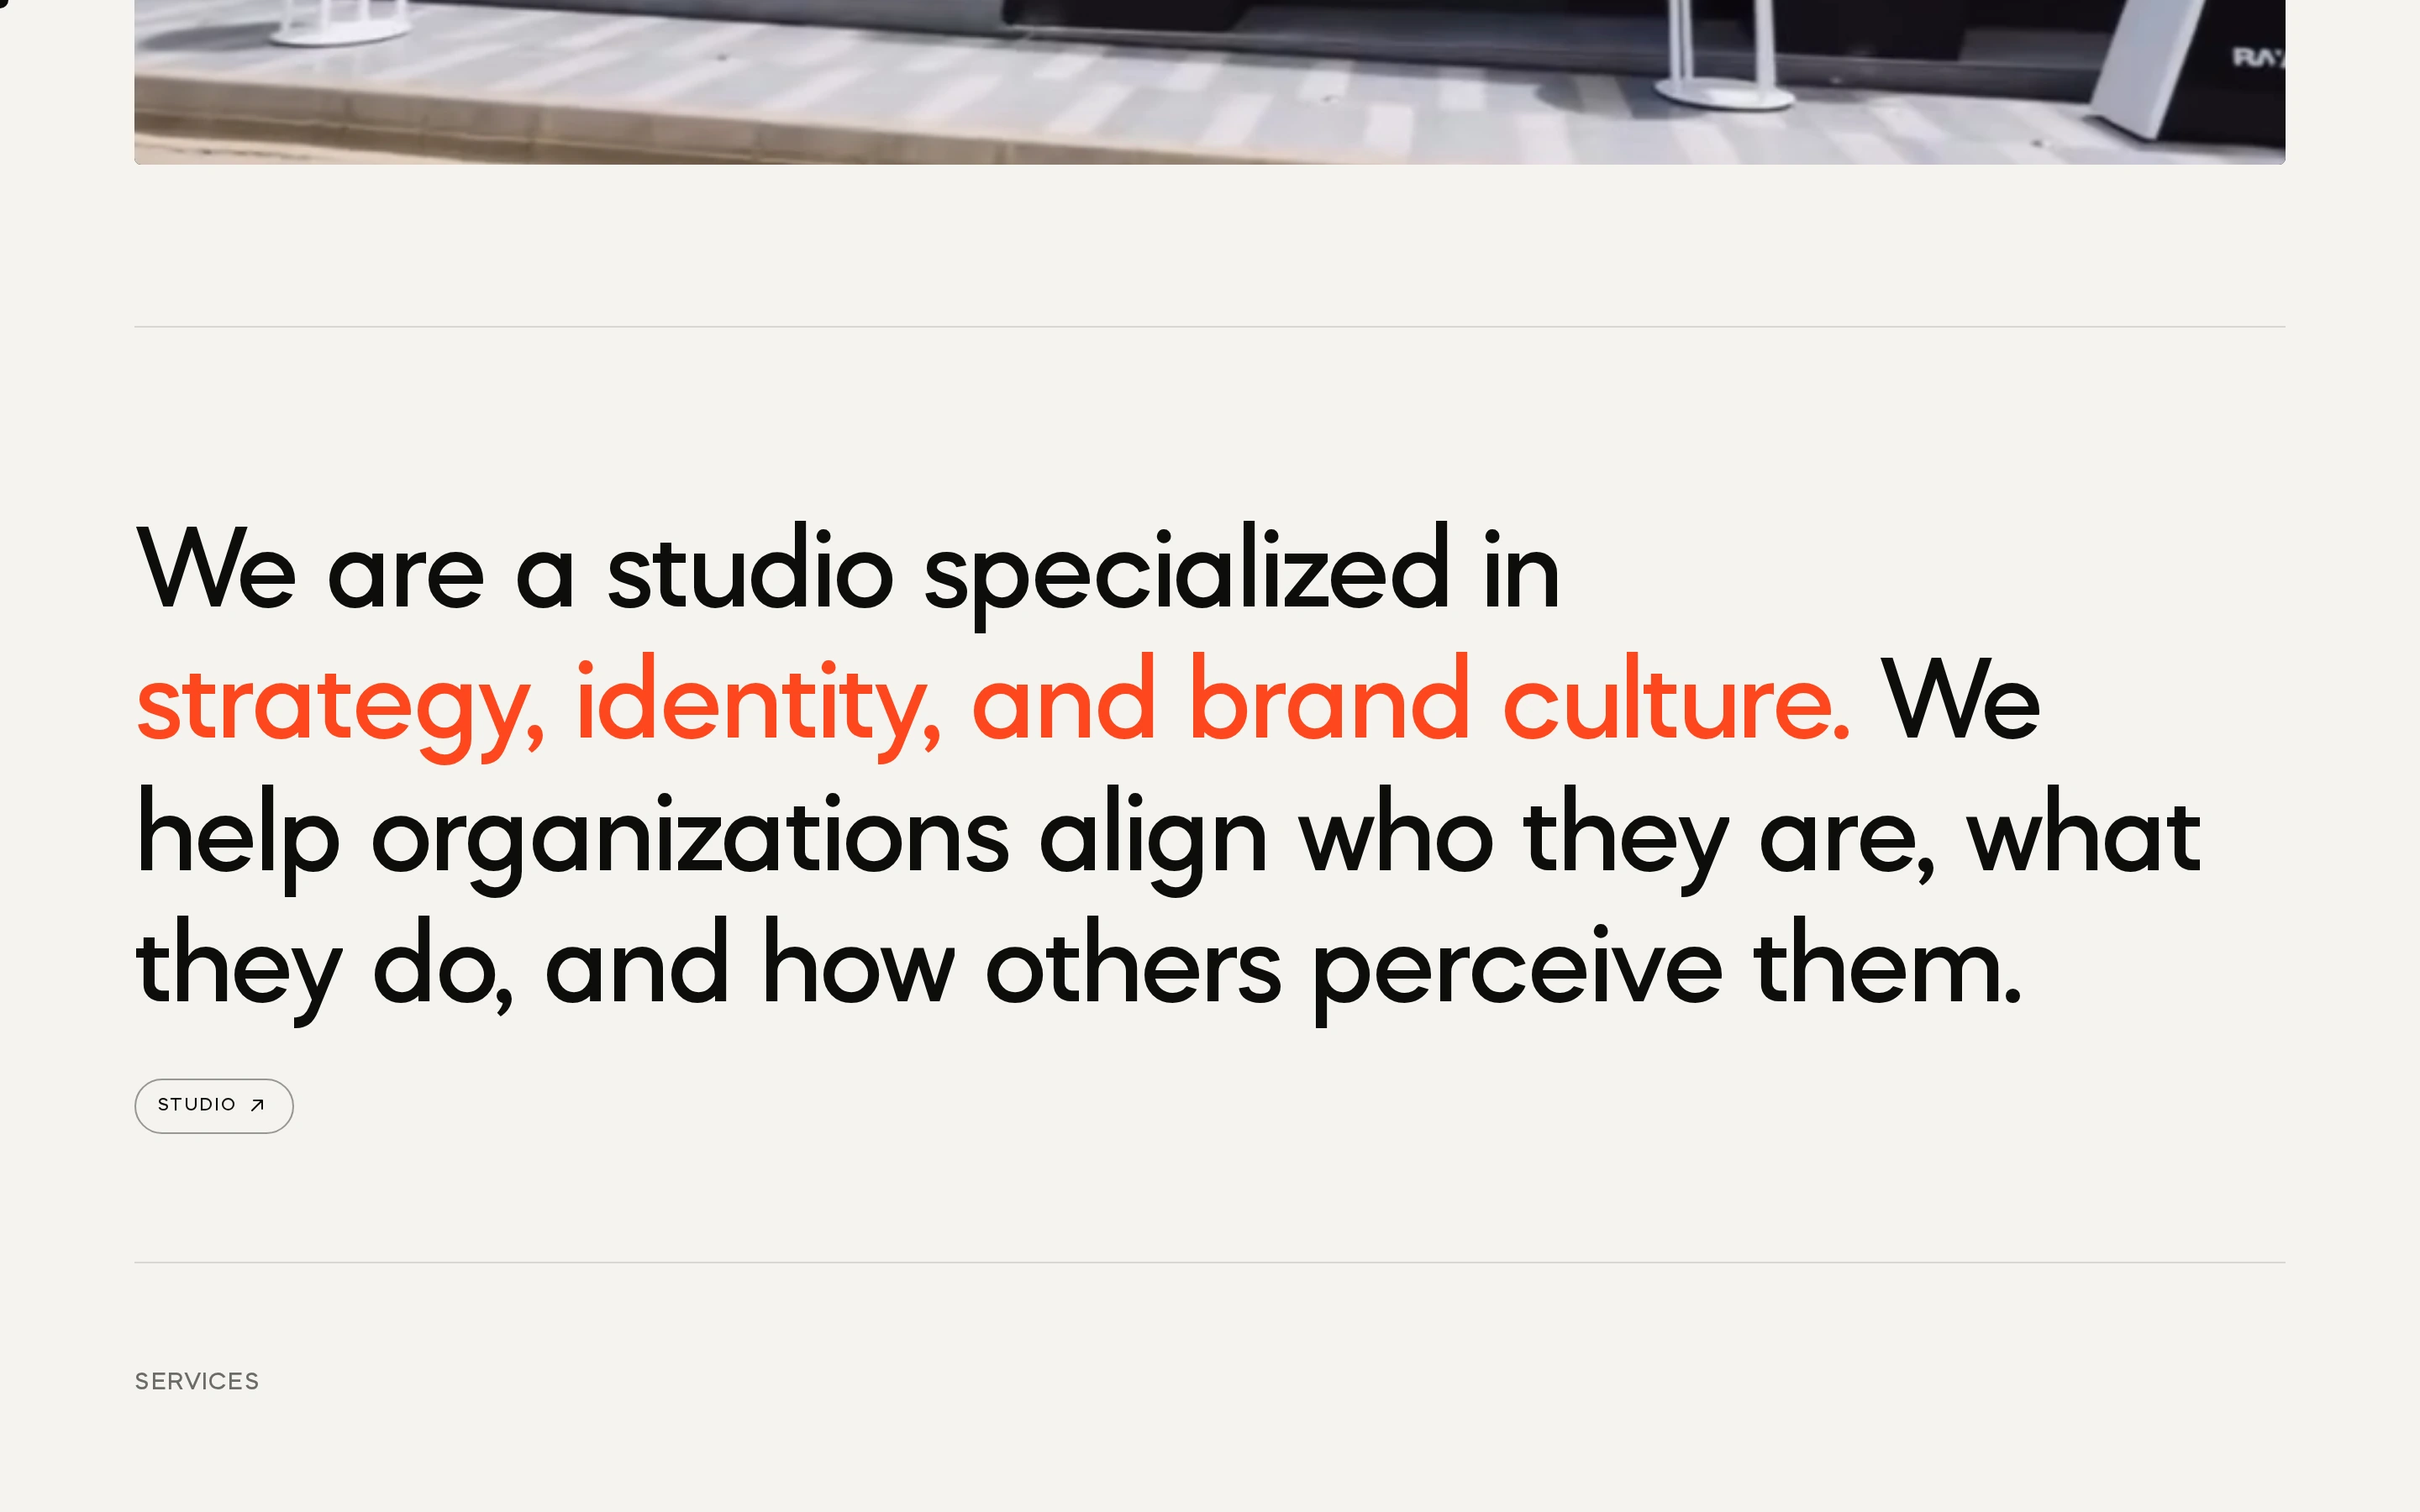 We are a studio specialized in
strategy, identity, and brand culture. We
help organizations align who they are, what
they do, and how others perceive them.
STUDIO
SERVICES